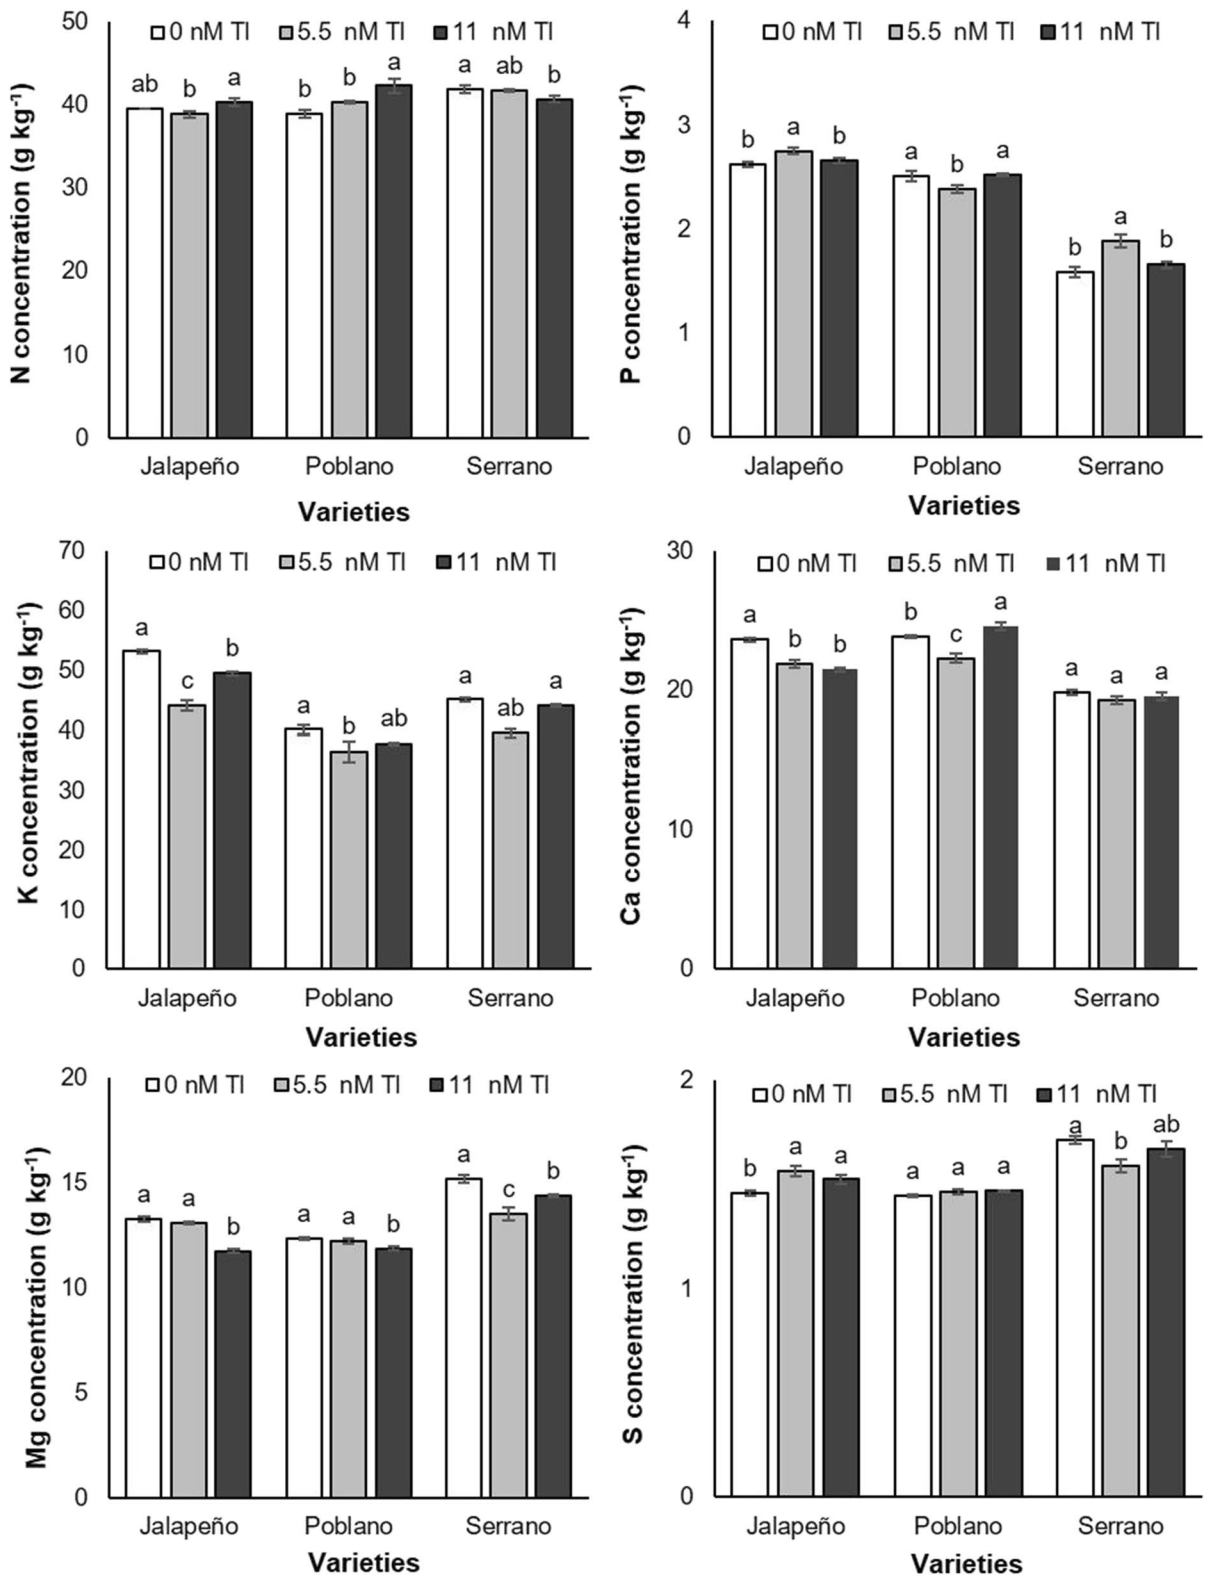 N concentration (g kg-1)
50
40
30
20
10
0
0 nM Tl
5.5 nM Tl
11 nM Tl
ab b a
b b a
a ab b
Jalapeño Poblano Serrano
Varieties
P concentration (g kg-1)
4
3
2
1
0
0 nM Tl
5.5 nM Tl
11 nM Tl
b a b
a b a
b a b
Jalapeño Poblano Serrano
Varieties
K concentration (g kg-1)
70
60
50
40
30
20
10
0
0 nM Tl
5.5 nM Tl
11 nM Tl
a c b
a b ab
a ab a
Jalapeño Poblano Serrano
Varieties
Ca concentration (g kg-1)
30
20
10
0
0 nM Tl
5.5 nM Tl
11 nM Tl
a b b
b c a
a a a
Jalapeño Poblano Serrano
Varieties
Mg concentration (g kg-1)
20
15
10
5
0
0 nM Tl
5.5 nM Tl
11 nM Tl
a a b
a a b
a c b
Jalapeño Poblano Serrano
Varieties
S concentration (g kg-1)
2
1
0
0 nM Tl
5.5 nM Tl
11 nM Tl
b a a
a a a
a b ab
Jalapeño Poblano Serrano
Varieties